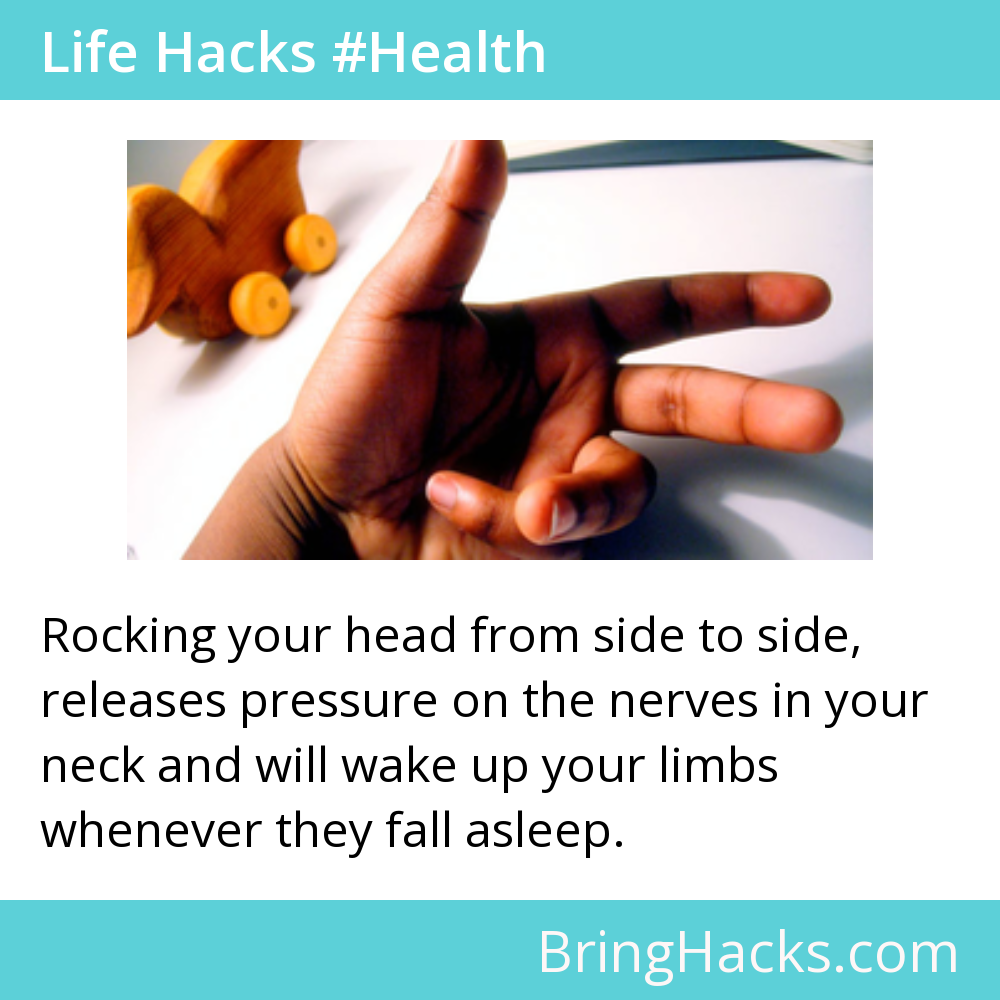 Life Hacks #Health
Rocking your head from side to side,
releases pressure on the nerves in your
neck and will wake up your limbs
whenever they fall asleep.
BringHacks.com